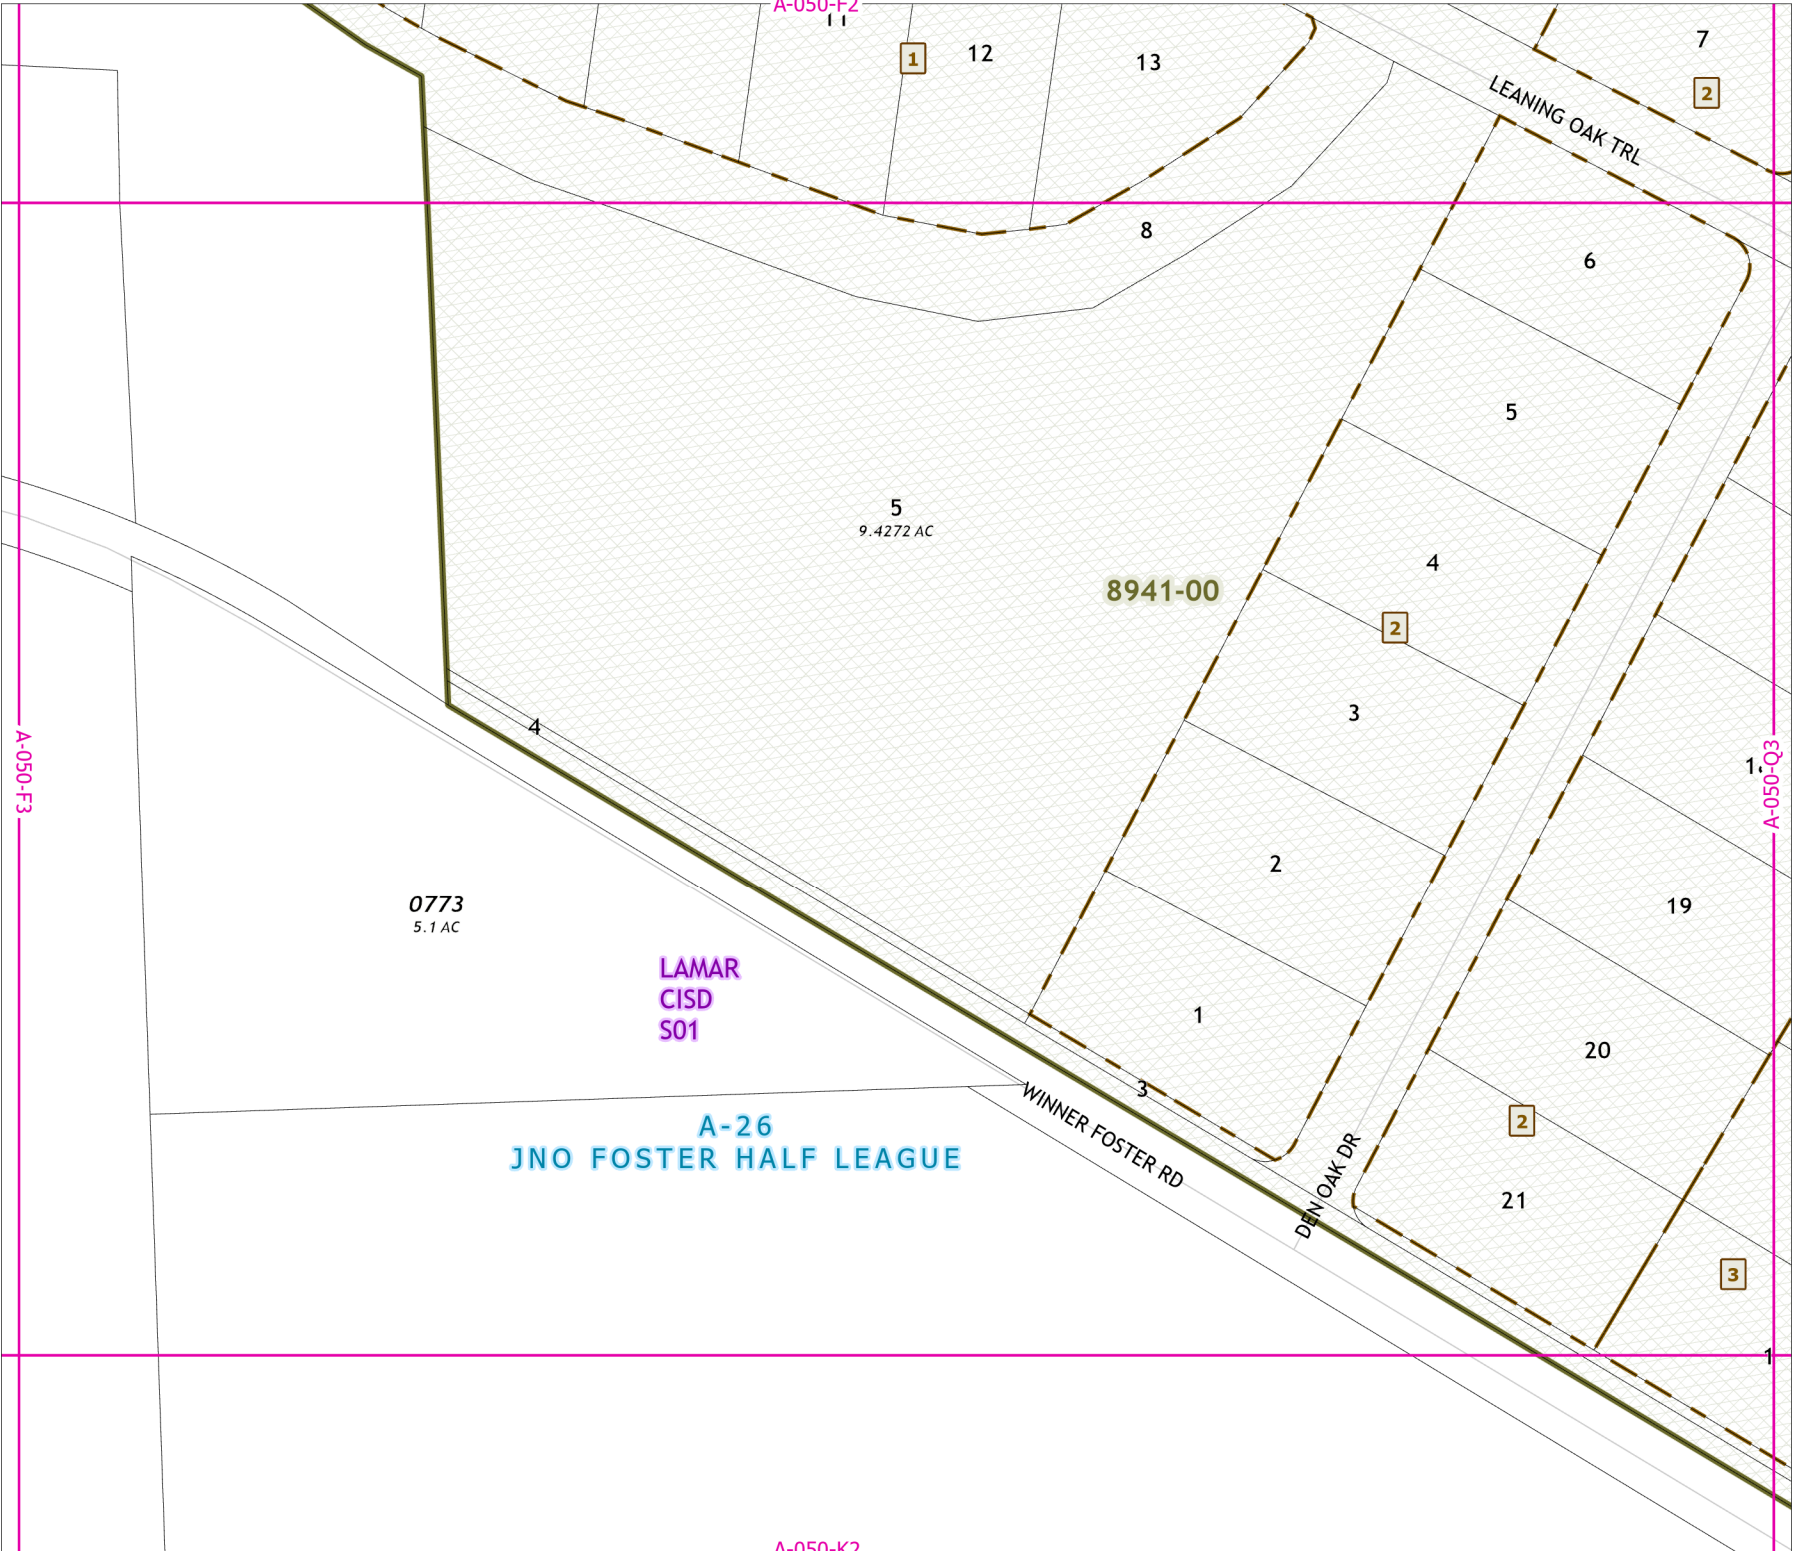 A-050-F2
11
12
1
13
7
2
LEANING OAK TRL
8
6
5
5
9.4272 AC
8941-00
4
2
3
4
A-050-F3
A-050-Q3
2
0773
5.1 AC
19
LAMAR
CISD
S01
1
20
3
A-26
JNO FOSTER HALF LEAGUE
WINNER FOSTER RD
DEN OAK DR
2
21
3
1
A-050-K2